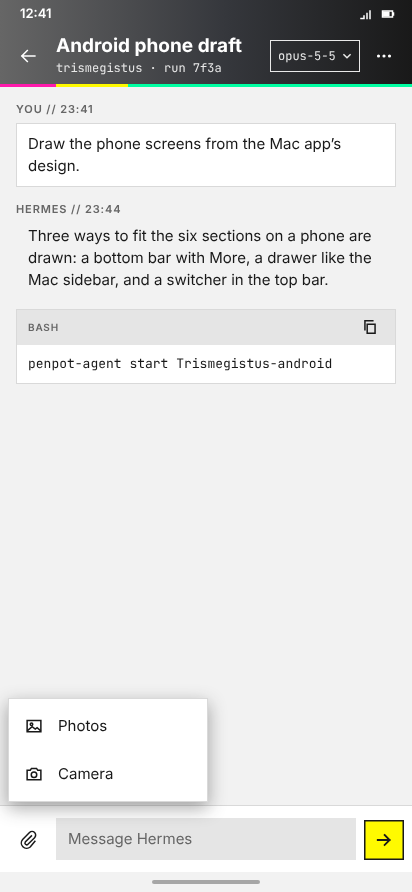 12:41
Android phone draft
trismegistus · run 7f3a
opus-5-5
YOU // 23:41
Draw the phone screens from the Mac app’s
design.
HERMES // 23:44
Three ways to fit the six sections on a phone are
drawn: a bottom bar with More, a drawer like the
Mac sidebar, and a switcher in the top bar.
BASH
penpot-agent start Trismegistus-android
Photos
Camera
Message Hermes